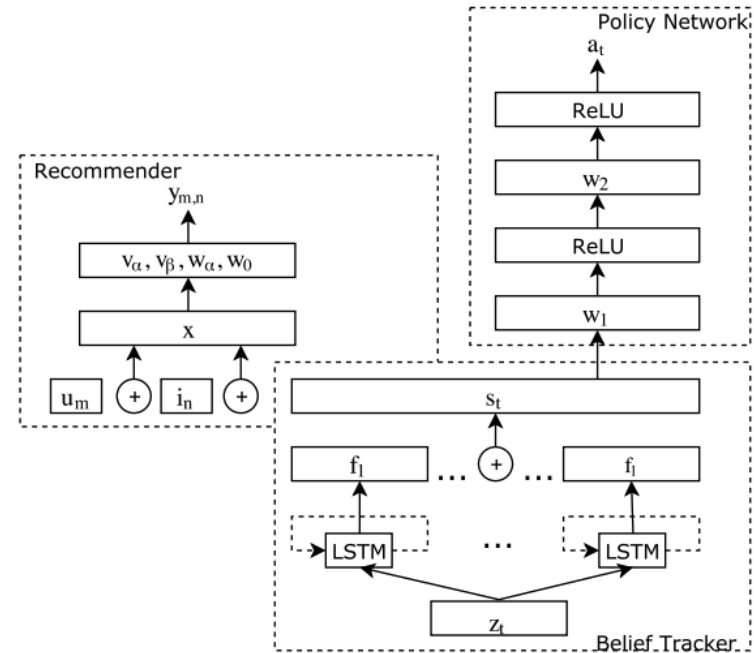 Policy Network
a_t
ReLU
w_2
ReLU
w_1
Recommender
y_{m,n}
v_α, v_β, w_α, w_0
x
u_m + i_n +
s_t
f_l ... + ... f_l
LSTM ... LSTM
z_t
Belief Tracker